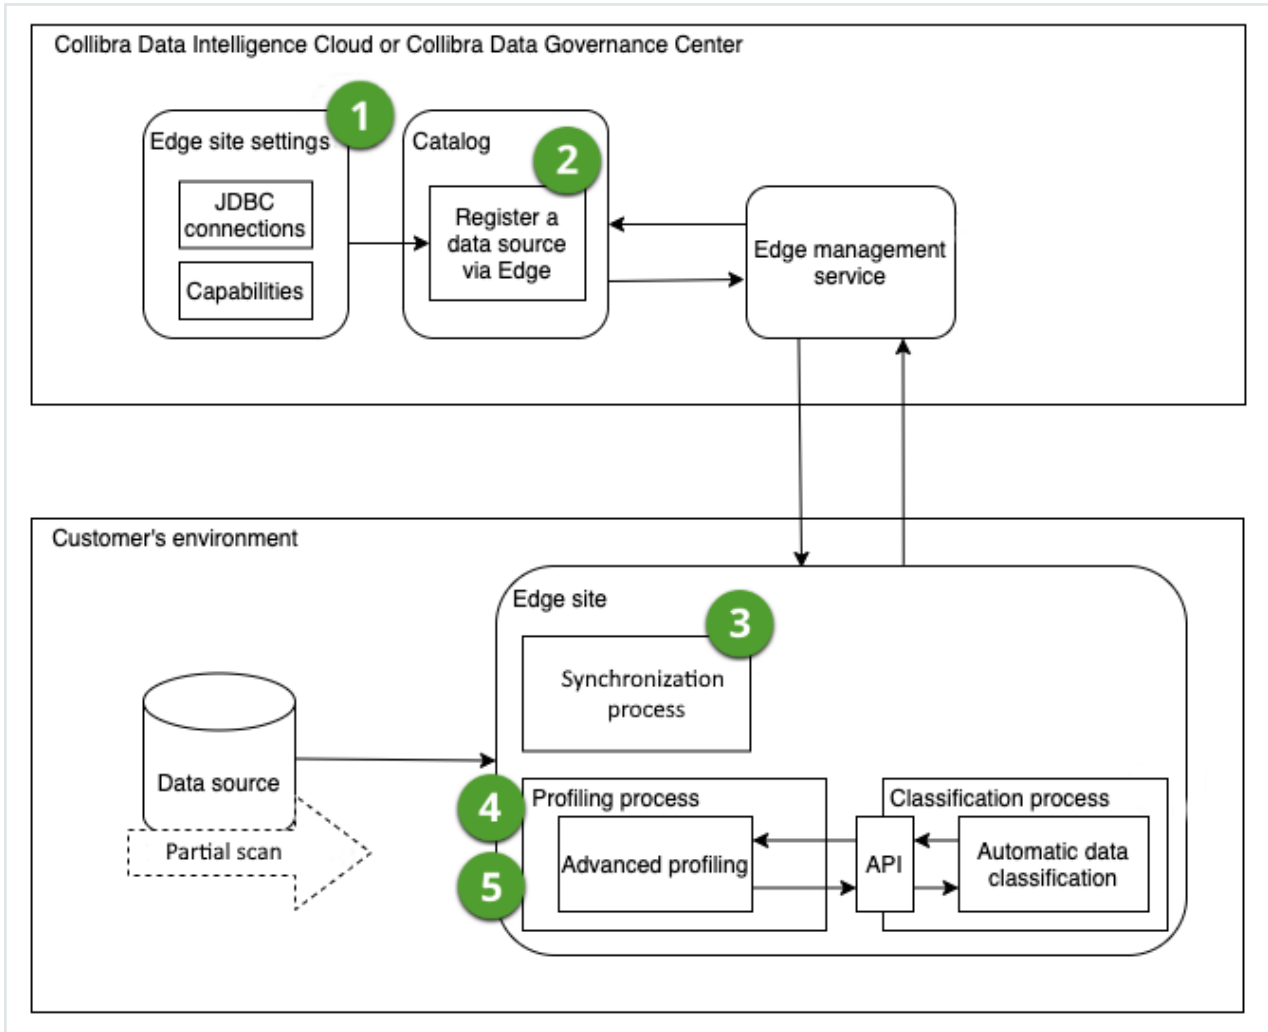 Collibra Data Intelligence Cloud or Collibra Data Governance Center
1
Edge site settings
JDBC
connections
Capabilities
Catalog
2
Register a
data source
via Edge
Edge management
service
Customer's environment
Edge site
3
Synchronization
process
Data source
Partial scan
4
Profiling process
5
Advanced profiling
API
Classification process
Automatic data
classification